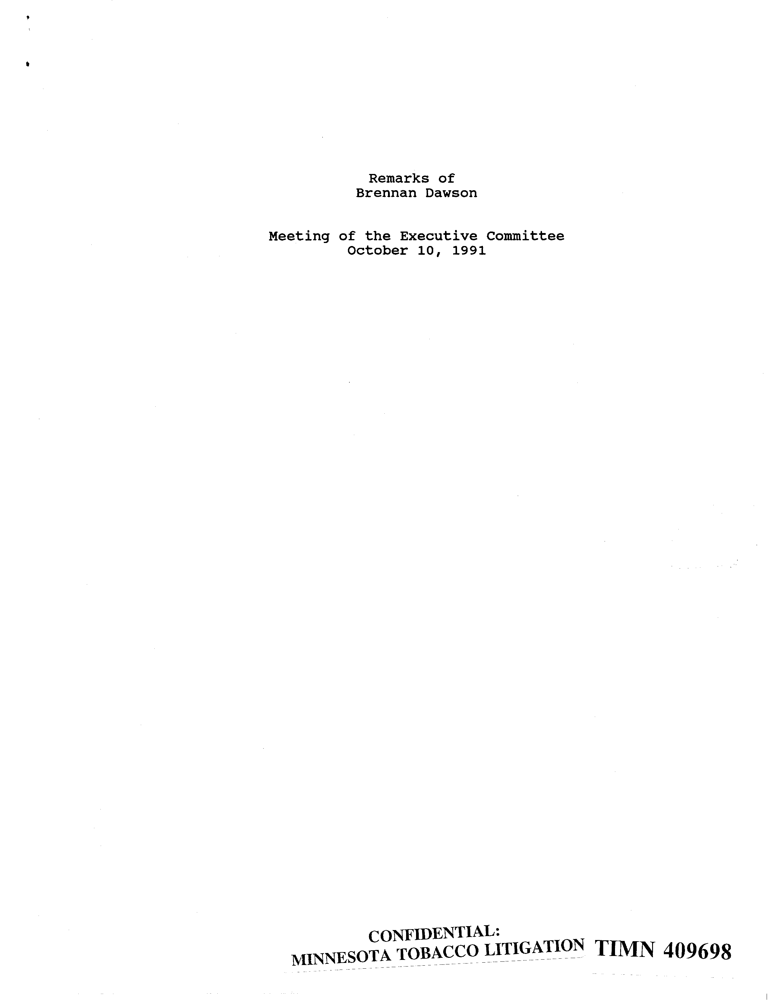 Remarks of
Brennan Dawson
Meeting of the Executive Committee
October 10, 1991
CONFIDENTIAL:
MINNESOTA TOBACCO LITIGATION TIMN 409698